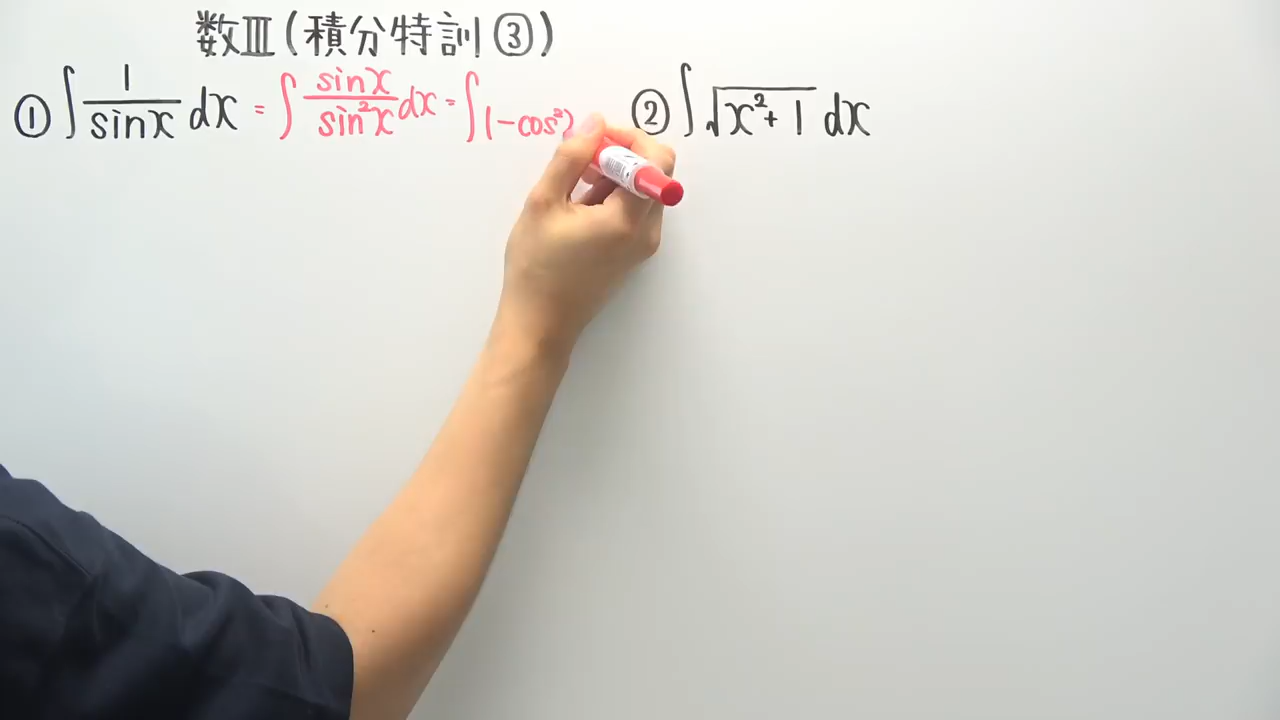 数Ⅲ(積分特訓③)
① ∫ 1/sinx dx = ∫ sinx/sin²x dx = ∫ 1-cos²
② ∫ √(x²+1) dx